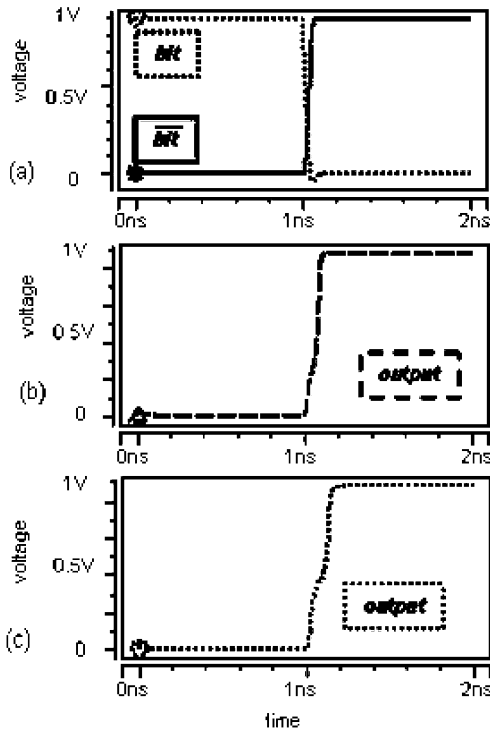 1V
bit
voltage
0.5V
bit
(a)
0
0ns
1ns
2ns
1V
voltage
0.5V
output
(b)
0
0ns
1ns
2ns
1V
voltage
0.5V
output
(c)
0
0ns
1ns
2ns
time